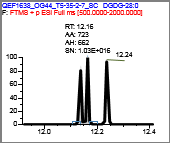 QEF1638_OG44_T5-35-2-7_SC DGDG-28:0
F: FTMS + p ESI Full ms [500.0000-2000.0000]
RT: 12.16
AA: 723
AH: 652
SN: 1.03E+016
12.24
100
80
60
40
20
0
12.0
12.2
12.4